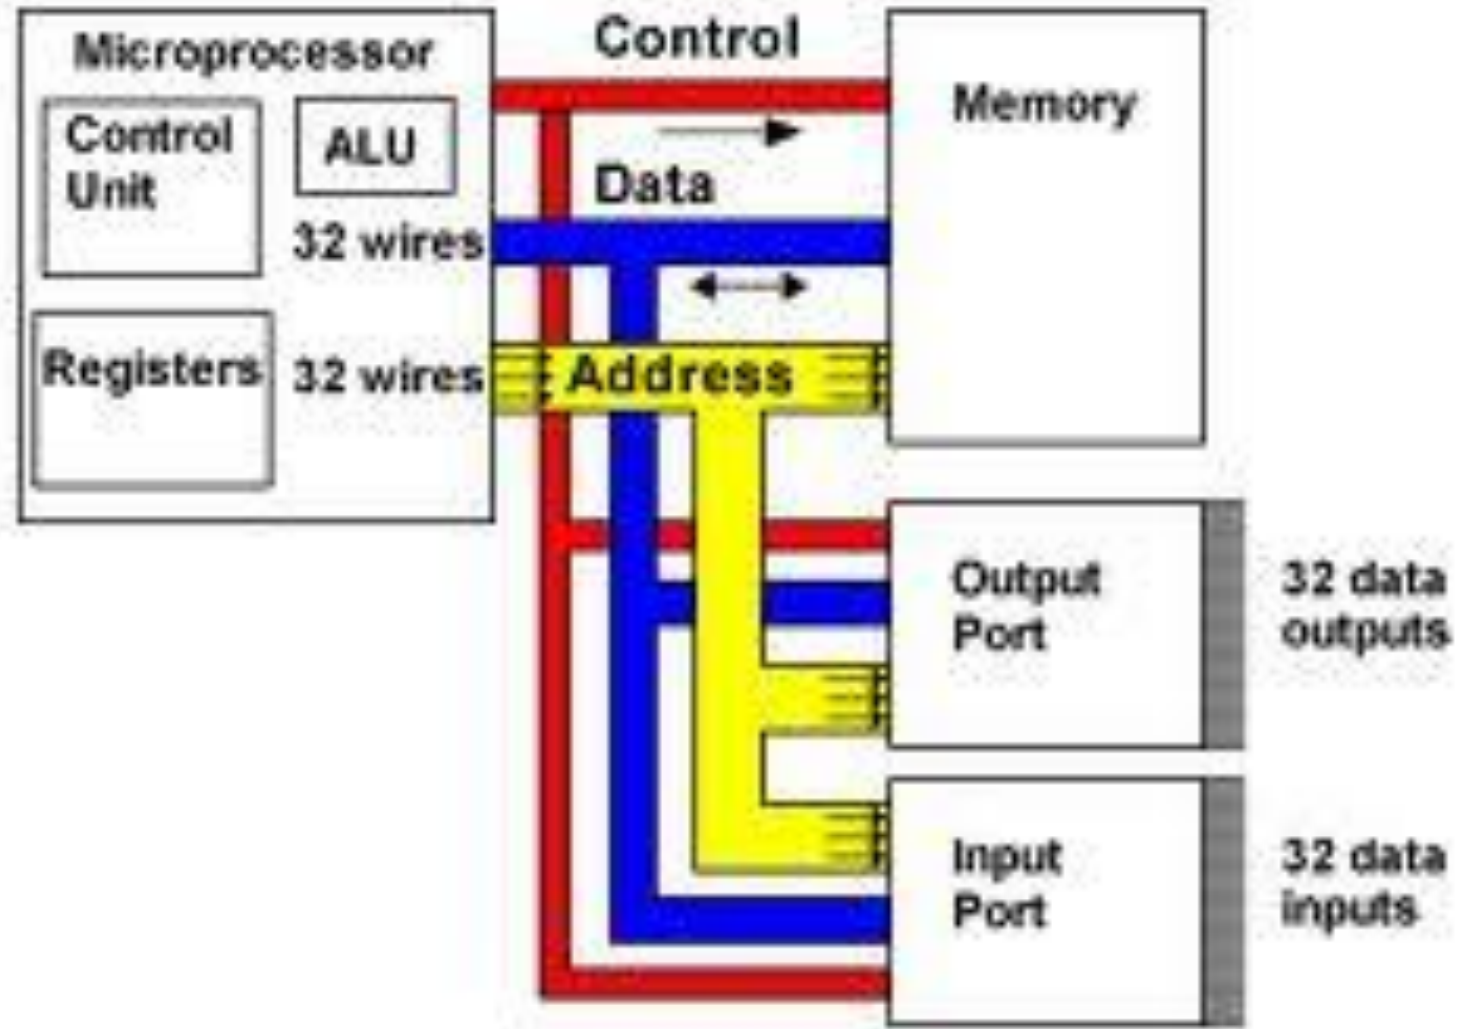 Microprocessor
Control
Unit
ALU
32 wires
Registers
32 wires
Control
Data
Address
Memory
Output
Port
32 data
outputs
Input
Port
32 data
inputs